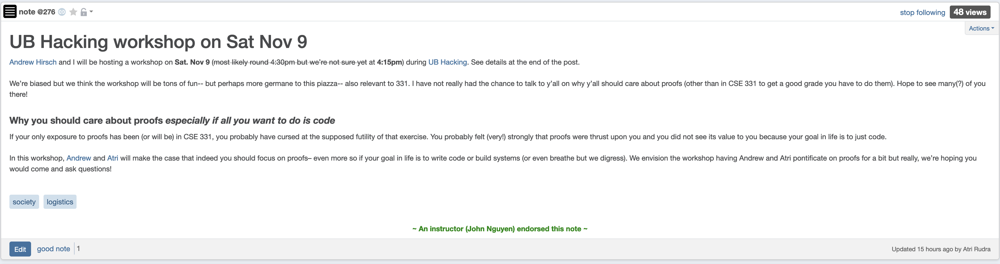 note @276
stop following
48 views
Actions
UB Hacking workshop on Sat Nov 9
Andrew Hirsch and I will be hosting a workshop on Sat. Nov 9 (most likely round 4:30pm but we’re not sure yet at 4:15pm) during UB Hacking. See details at the end of the post.
We’re biased but we think the workshop will be tons of fun-- but perhaps more germane to this piazza-- also relevant to 331. I have not really had the chance to talk to y’all on why y’all should care about proofs (other than in CSE 331 to get a good grade you have to do them). Hope to see many(?) of you
there!
Why you should care about proofs especially if all you want to do is code
If your only exposure to proofs has been (or will be) in CSE 331, you probably have cursed at the supposed futility of that exercise. You probably felt (very!) strongly that proofs were thrust upon you and you did not see its value to you because your goal in life is to just code.
In this workshop, Andrew and Atri will make the case that indeed you should focus on proofs– even more so if your goal in life is to write code or build systems (or even breathe but we digress). We envision the workshop having Andrew and Atri pontificate on proofs for a bit but really, we’re hoping you
would come and ask questions!
society
logistics
~ An instructor (John Nguyen) endorsed this note ~
Edit
good note
1
Updated 15 hours ago by Atri Rudra